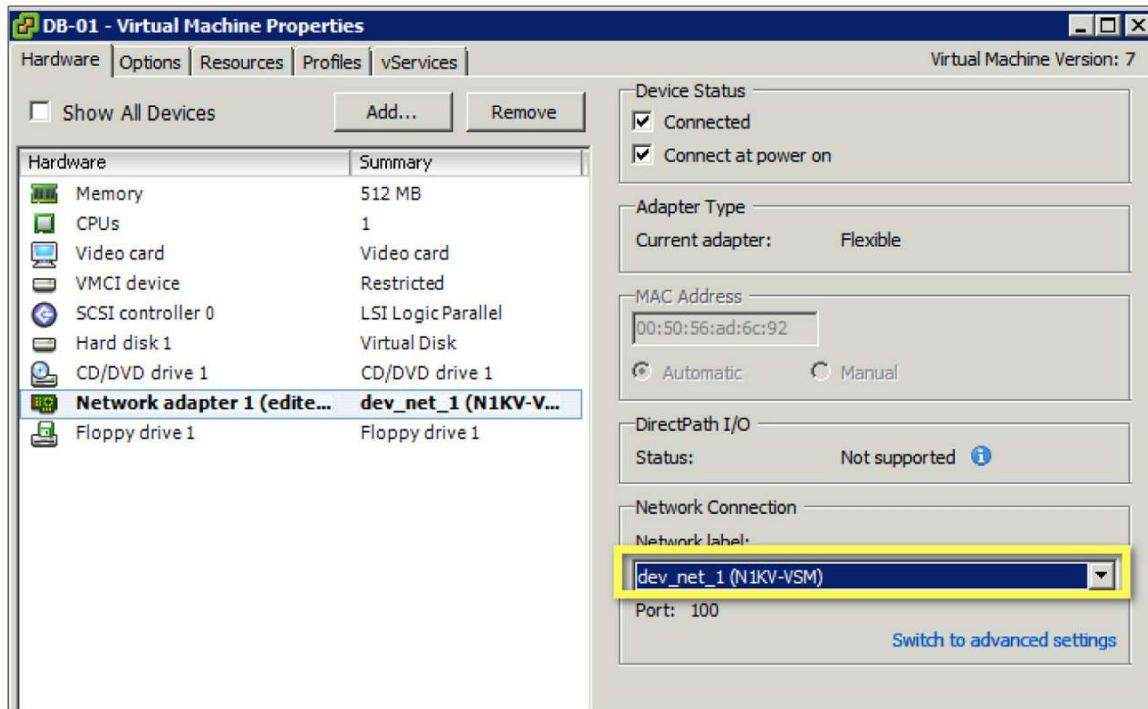 DB-01 - Virtual Machine Properties
Hardware Options Resources Profiles vServices Virtual Machine Version: 7
Show All Devices Add... Remove
Hardware Summary
Memory 512 MB
CPUs 1
Video card Video card
VMCI device Restricted
SCSI controller 0 LSI Logic Parallel
Hard disk 1 Virtual Disk
CD/DVD drive 1 CD/DVD drive 1
Network adapter 1 (edite... dev_net_1 (N1KV-V...
Floppy drive 1 Floppy drive 1
Device Status
Connected
Connect at power on
Adapter Type
Current adapter: Flexible
MAC Address
00:50:56:ad:6c:92
Automatic Manual
DirectPath I/O
Status: Not supported
Network Connection
Network label:
dev_net_1 (N1KV-VSM)
Port: 100
Switch to advanced settings